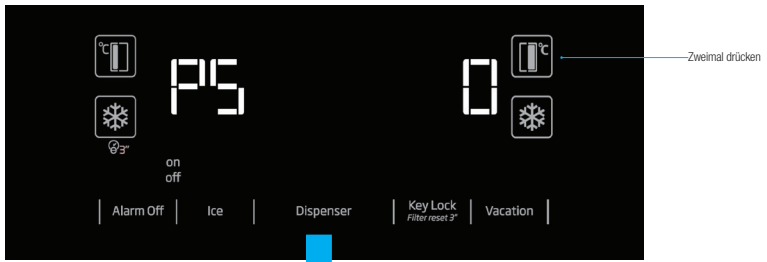 °C
°C
PS 0
Zweimal drücken
3"
on
off
Alarm Off
Ice
Dispenser
Key Lock
Filter reset 3"
Vacation